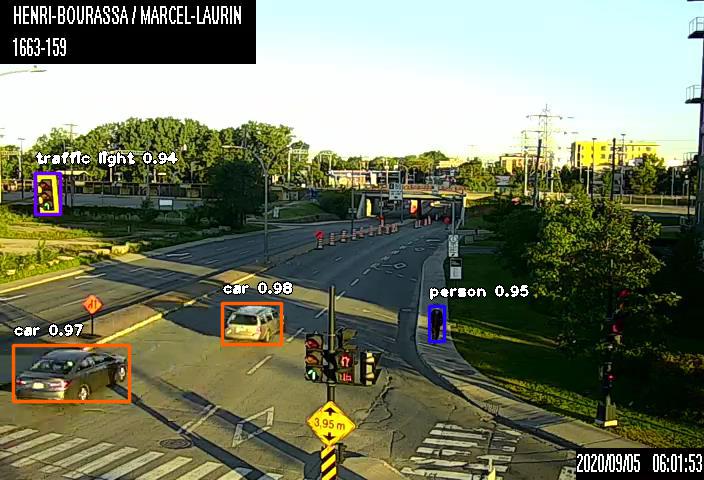 HENRI-BOURASSA / MARCEL-LAURIN
1663-159
traffic light 0.94
car 0.98
person 0.95
car 0.97
3,95 m
2020/09/05 06:01:53